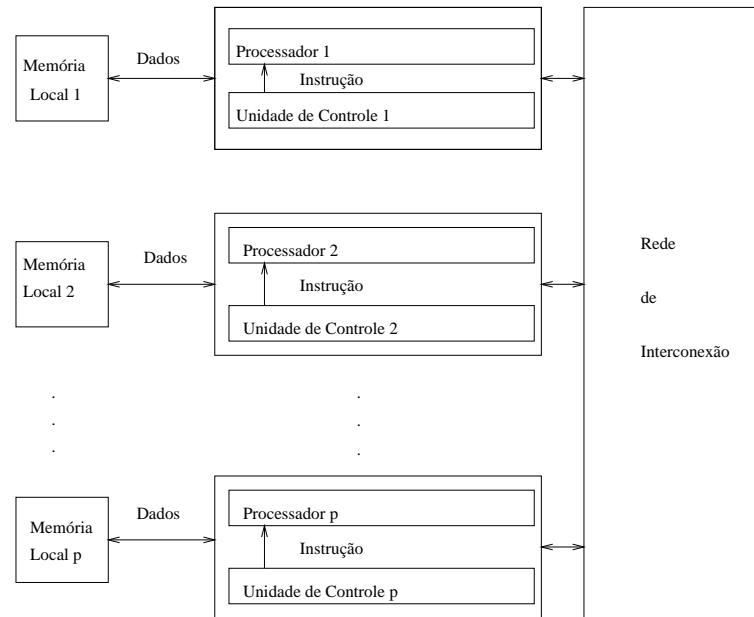 Memória
Local 1
Dados
Processador 1
Instrução
Unidade de Controle 1
Memória
Local 2
Dados
Processador 2
Instrução
Unidade de Controle 2
Rede
de
Interconexão
Memória
Local p
Dados
Processador p
Instrução
Unidade de Controle p